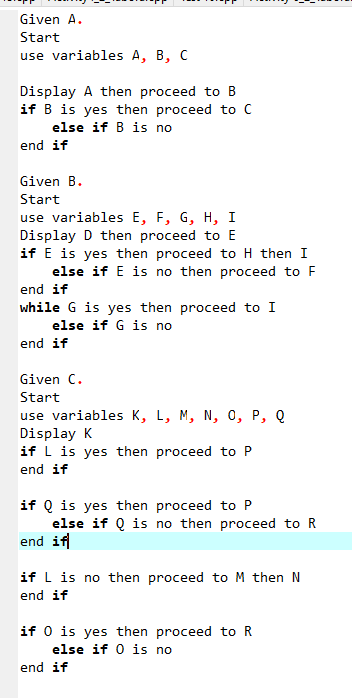 Given A.
Start
use variables A, B, C
Display A then proceed to B
if B is yes then proceed to C
else if B is no
end if
Given B.
Start
use variables E, F, G, H, I
Display D then proceed to E
if E is yes then proceed to H then I
else if E is no then proceed to F
end if
while G is yes then proceed to I
else if G is no
end if
Given C.
Start
use variables K, L, M, N, O, P, Q
Display K
if L is yes then proceed to P
end if
if Q is yes then proceed to P
else if Q is no then proceed to R
end if
if L is no then proceed to M then N
end if
if O is yes then proceed to R
else if O is no
end if